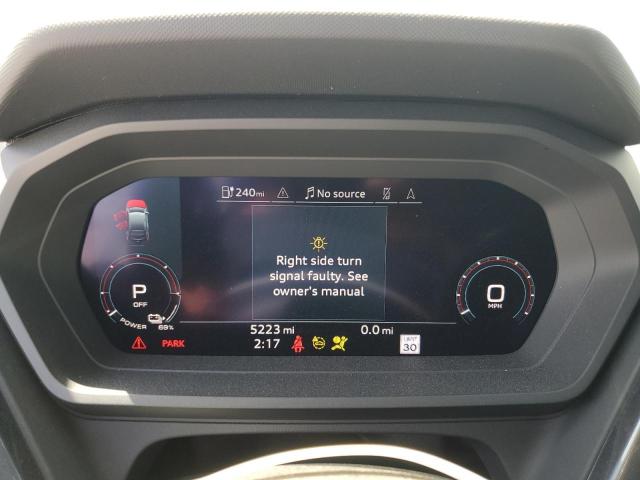 240mi No source
Right side turn
signal faulty. See
owner's manual
P
OFF
POWER 69%
0
MPH
5223 mi 0.0 mi
PARK 2:17
LIMIT
30